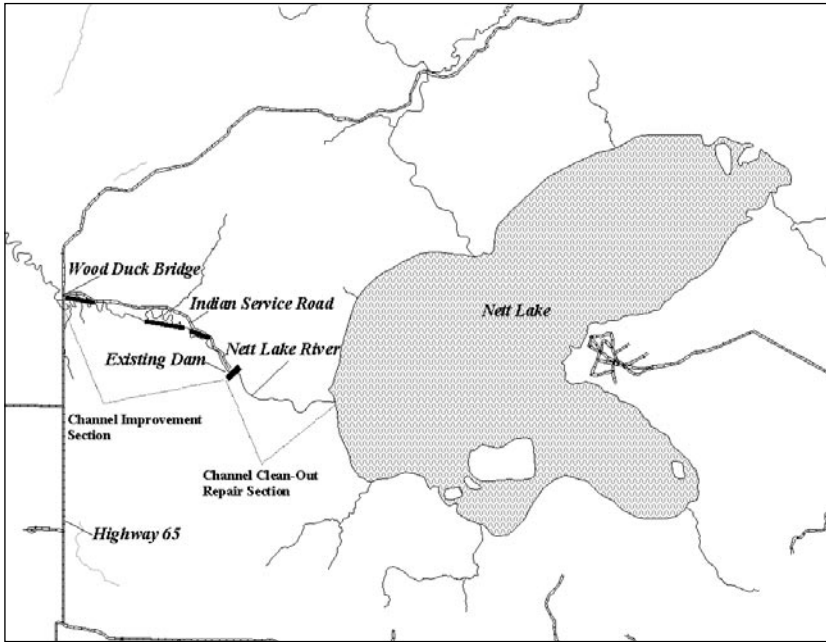 Wood Duck Bridge
Indian Service Road
Nett Lake
Existing Dam
Nett Lake River
Channel Improvement
Section
Channel Clean-Out
Repair Section
Highway 65